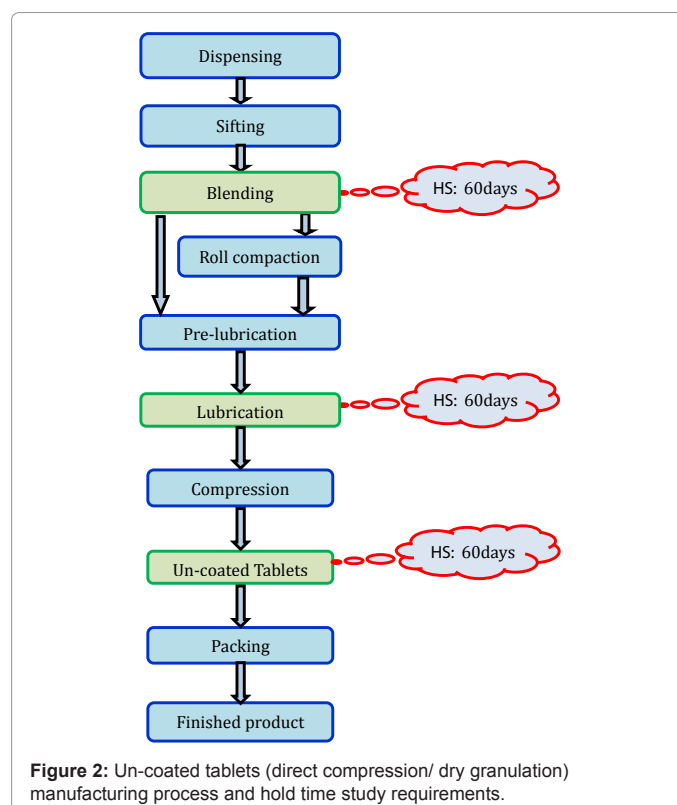 Dispensing
Sifting
Blending
HS: 60days
Roll compaction
Pre-lubrication
Lubrication
HS: 60days
Compression
Un-coated Tablets
HS: 60days
Packing
Finished product
Figure 2: Un-coated tablets (direct compression/ dry granulation)
manufacturing process and hold time study requirements.